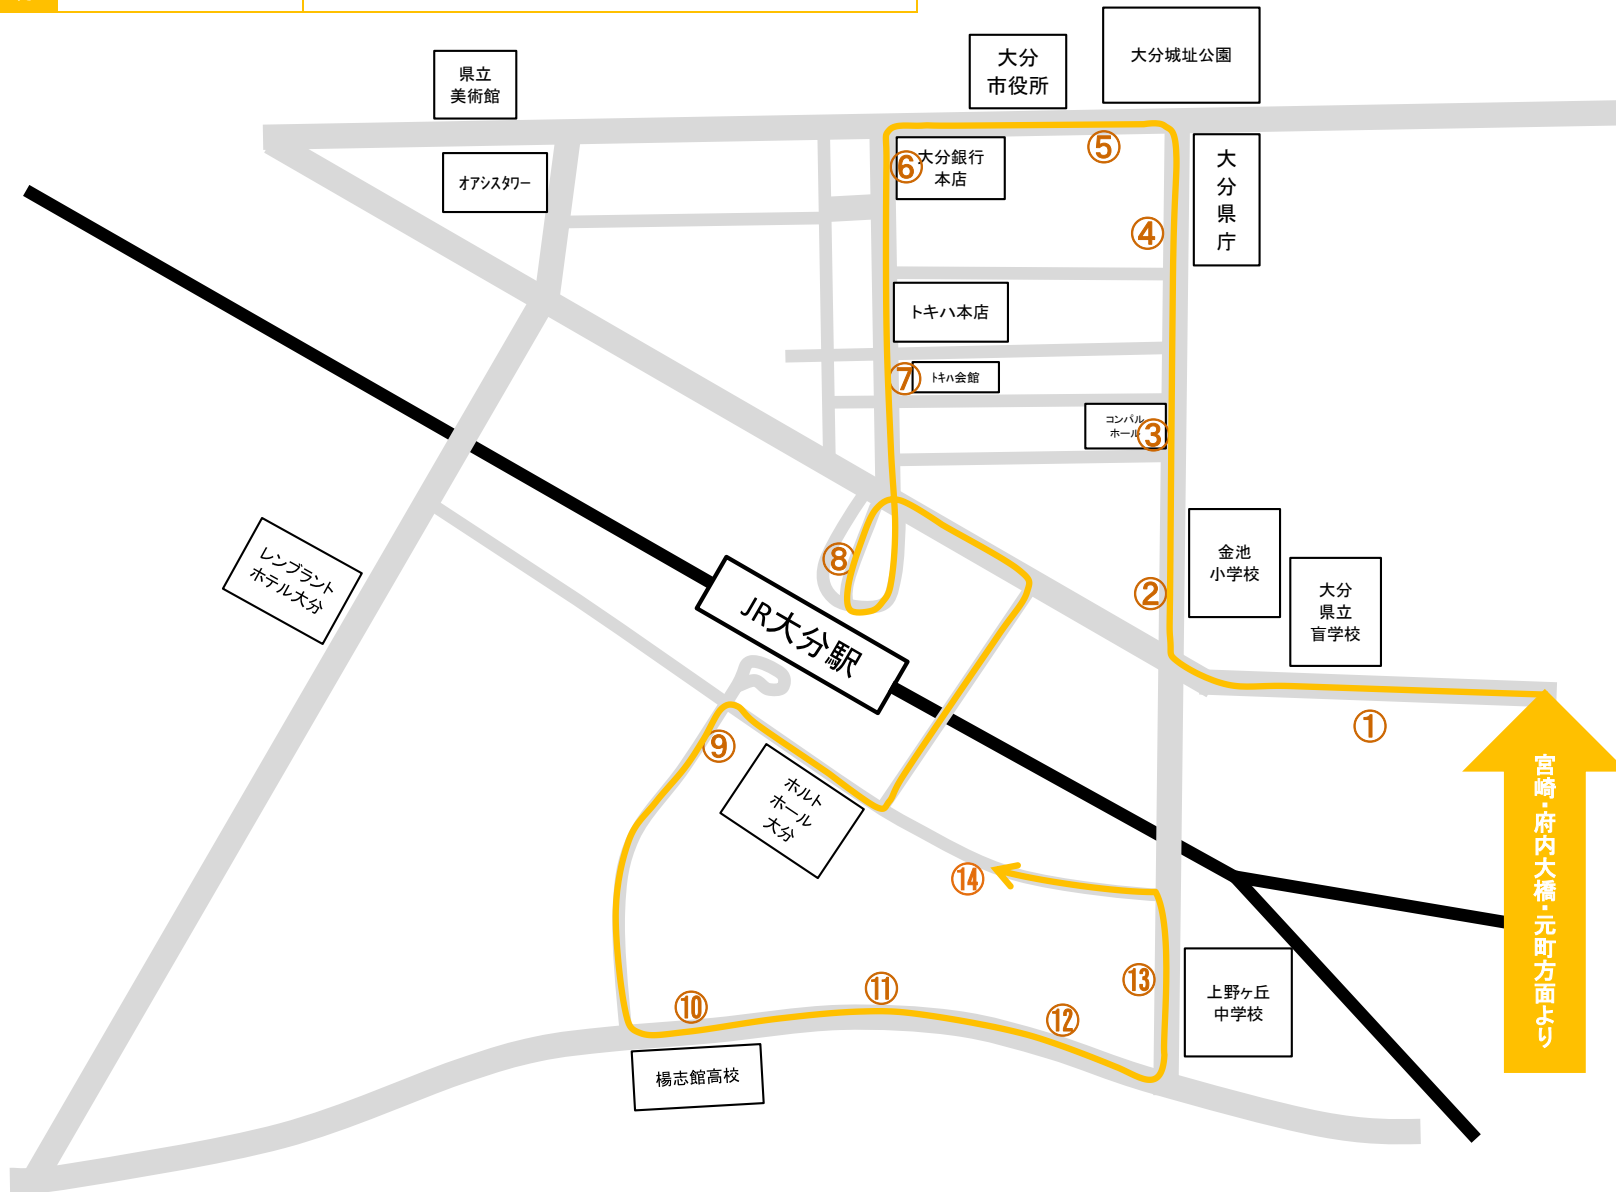 県立
美術館
大分
市役所
大分城址公園
オアシスタワー
⑥
大分銀行
本店
⑤
大
分
県
庁
④
トキハ本店
⑦
トキハ会館
コンパル
ホール
③
レンブラント
ホテル大分
⑧
JR大分駅
②
金池
小学校
大分
県立
盲学校
①
⑨
ホルト
ホール
大分
宮崎・府内大橋・元町方面より
⑭
⑩
⑪
⑫
⑬
上野ヶ丘
中学校
楊志館高校